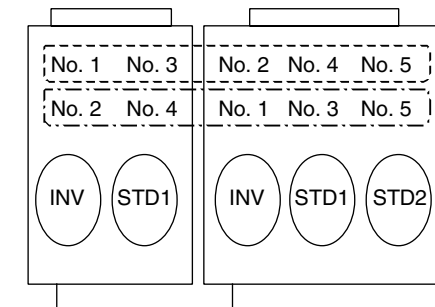 No. 1 No. 3 No. 2 No. 4 No. 5
No. 2 No. 4 No. 1 No. 3 No. 5
INV STD1 INV STD1 STD2